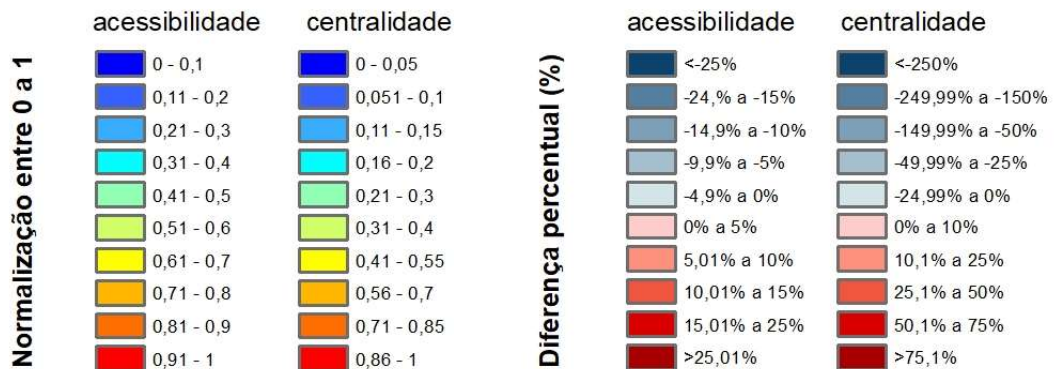 acessibilidade centralidade acessibilidade centralidade
Normalização entre 0 a 1
Diferença percentual (%)
0 - 0,1 0 - 0,05 <-25% <-250%
0,11 - 0,2 0,051 - 0,1 -24,% a -15% -249,99% a -150%
0,21 - 0,3 0,11 - 0,15 -14,9% a -10% -149,99% a -50%
0,31 - 0,4 0,16 - 0,2 -9,9% a -5% -49,99% a -25%
0,41 - 0,5 0,21 - 0,3 -4,9% a 0% -24,99% a 0%
0,51 - 0,6 0,31 - 0,4 0% a 5% 0% a 10%
0,61 - 0,7 0,41 - 0,55 5,01% a 10% 10,1% a 25%
0,71 - 0,8 0,56 - 0,7 10,01% a 15% 25,1% a 50%
0,81 - 0,9 0,71 - 0,85 15,01% a 25% 50,1% a 75%
0,91 - 1 0,86 - 1 >25,01% >75,1%